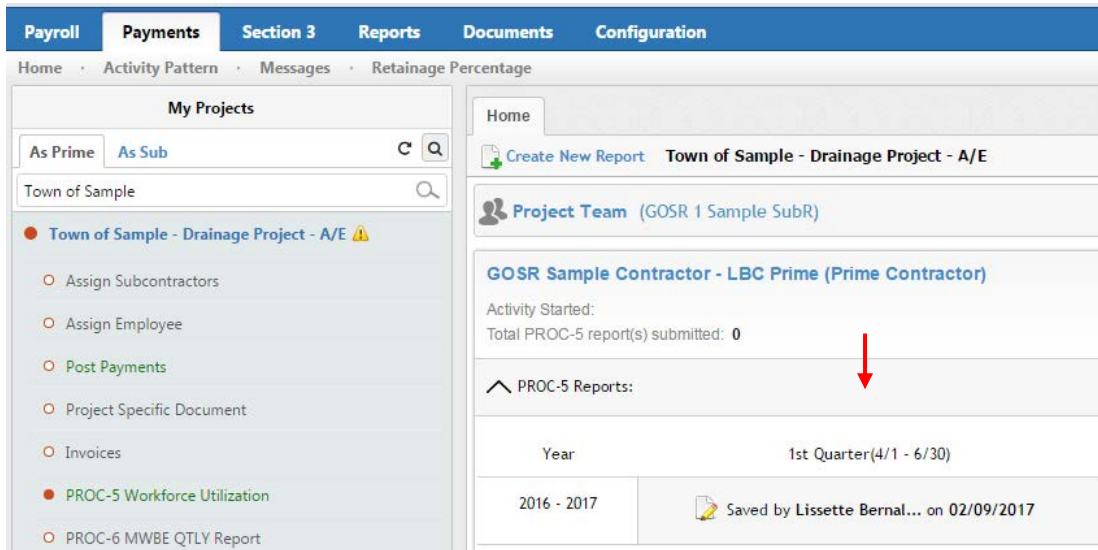 Payroll Payments Section 3 Reports Documents Configuration
Home · Activity Pattern · Messages · Retainage Percentage
My Projects
As Prime As Sub
Town of Sample
Town of Sample - Drainage Project - A/E
Assign Subcontractors
Assign Employee
Post Payments
Project Specific Document
Invoices
PROC-5 Workforce Utilization
PROC-6 MWBE QTLY Report
Home
Create New Report Town of Sample - Drainage Project - A/E
Project Team (GOSR 1 Sample SubR)
GOSR Sample Contractor - LBC Prime (Prime Contractor)
Activity Started:
Total PROC-5 report(s) submitted: 0
PROC-5 Reports:
Year 1st Quarter(4/1 - 6/30)
2016 - 2017 Saved by Lissette Bernal... on 02/09/2017